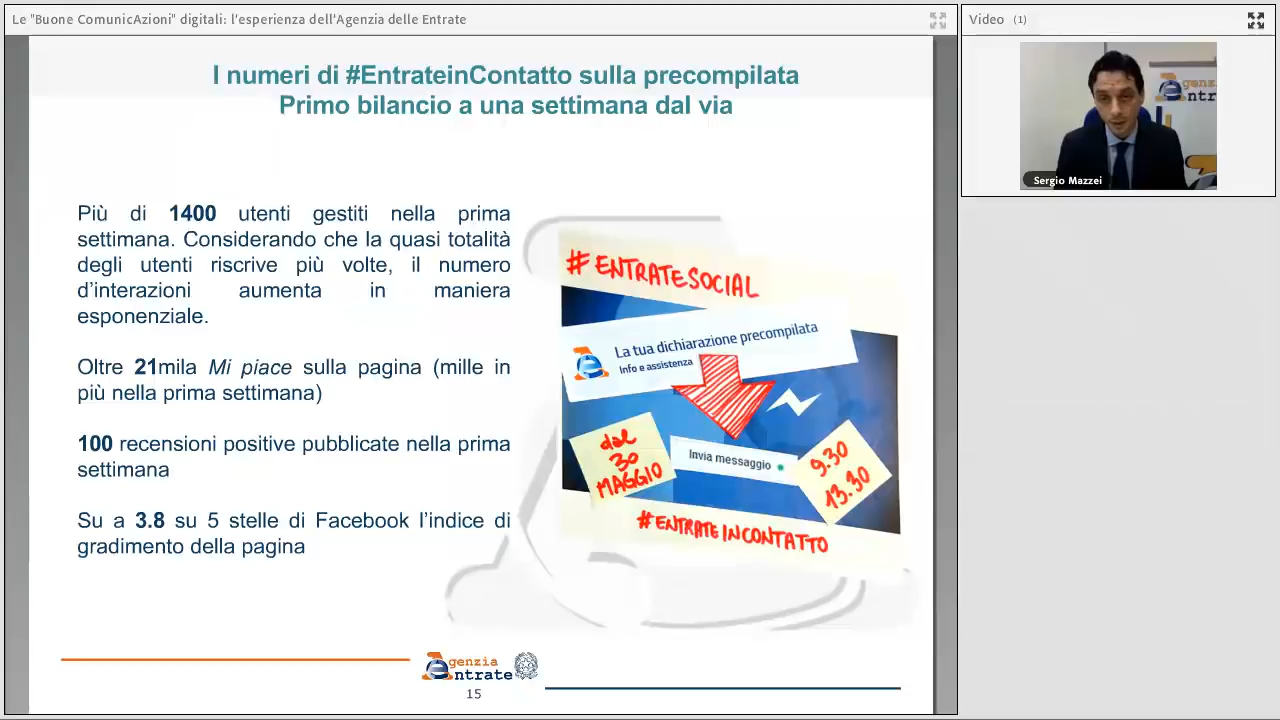 Le "Buone ComunicAzioni" digitali: l'esperienza dell'Agenzia delle Entrate
Video (1)
genz
ntr
Sergio Mazzei
I numeri di #EntrateinContatto sulla precompilata
Primo bilancio a una settimana dal via
Più di 1400 utenti gestiti nella prima
settimana. Considerando che la quasi totalità
degli utenti riscrive più volte, il numero
d'interazioni aumenta in maniera
esponenziale.
Oltre 21mila Mi piace sulla pagina (mille in
più nella prima settimana)
100 recensioni positive pubblicate nella prima
settimana
Su a 3.8 su 5 stelle di Facebook l'indice di
gradimento della pagina
#ENTRATESOCIAL
La tua dichiarazione precompilata
Info e assistenza
dal
30
MAGGIO
Invia messaggio
9.30
13.30
#ENTRATEINCONTATTO
genzia
ntrate
15